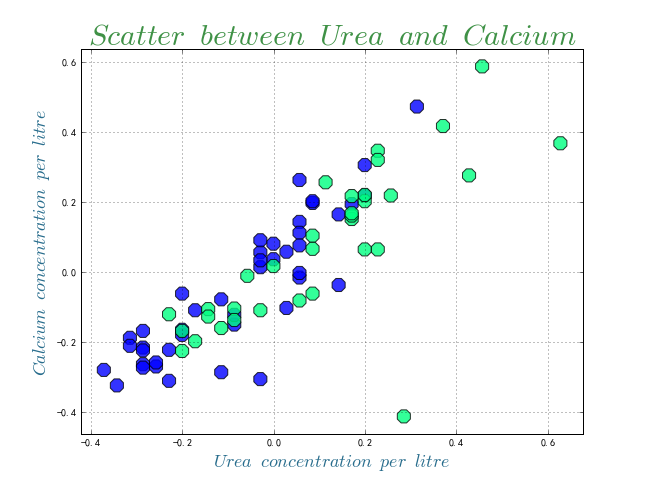 Scatter between Urea and Calcium
0.6
0.4
0.2
0.0
−0.2
−0.4
Calcium concentration per litre
−0.4 −0.2 0.0 0.2 0.4 0.6
Urea concentration per litre